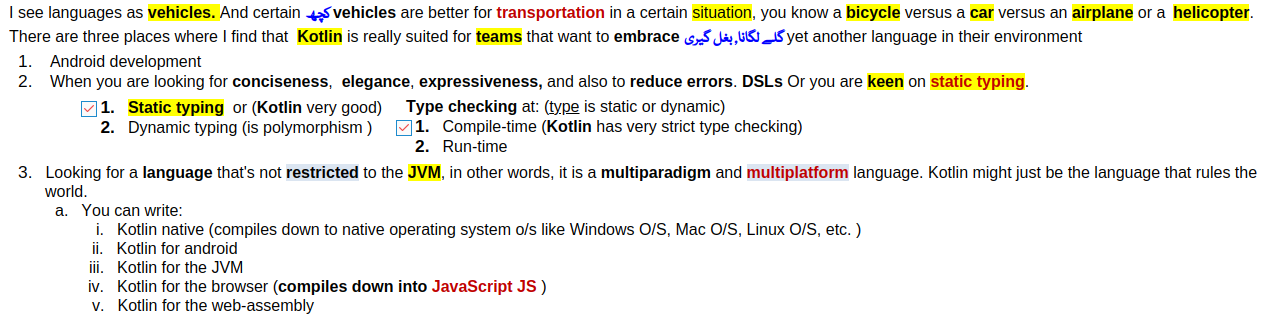 I see languages as vehicles. And certain کچھ vehicles are better for transportation in a certain situation, you know a bicycle versus a car versus an airplane or a helicopter.
There are three places where I find that Kotlin is really suited for teams that want to embrace گلے لگانا, بغل گیری yet another language in their environment
1. Android development
2. When you are looking for conciseness, elegance, expressiveness, and also to reduce errors. DSLs Or you are keen on static typing.
1. Static typing or (Kotlin very good) Type checking at: (type is static or dynamic)
2. Dynamic typing (is polymorphism ) 1. Compile-time (Kotlin has very strict type checking)
2. Run-time
3. Looking for a language that's not restricted to the JVM, in other words, it is a multiparadigm and multiplatform language. Kotlin might just be the language that rules the
world.
a. You can write:
i. Kotlin native (compiles down to native operating system o/s like Windows O/S, Mac O/S, Linux O/S, etc. )
ii. Kotlin for android
iii. Kotlin for the JVM
iv. Kotlin for the browser (compiles down into JavaScript JS )
v. Kotlin for the web-assembly